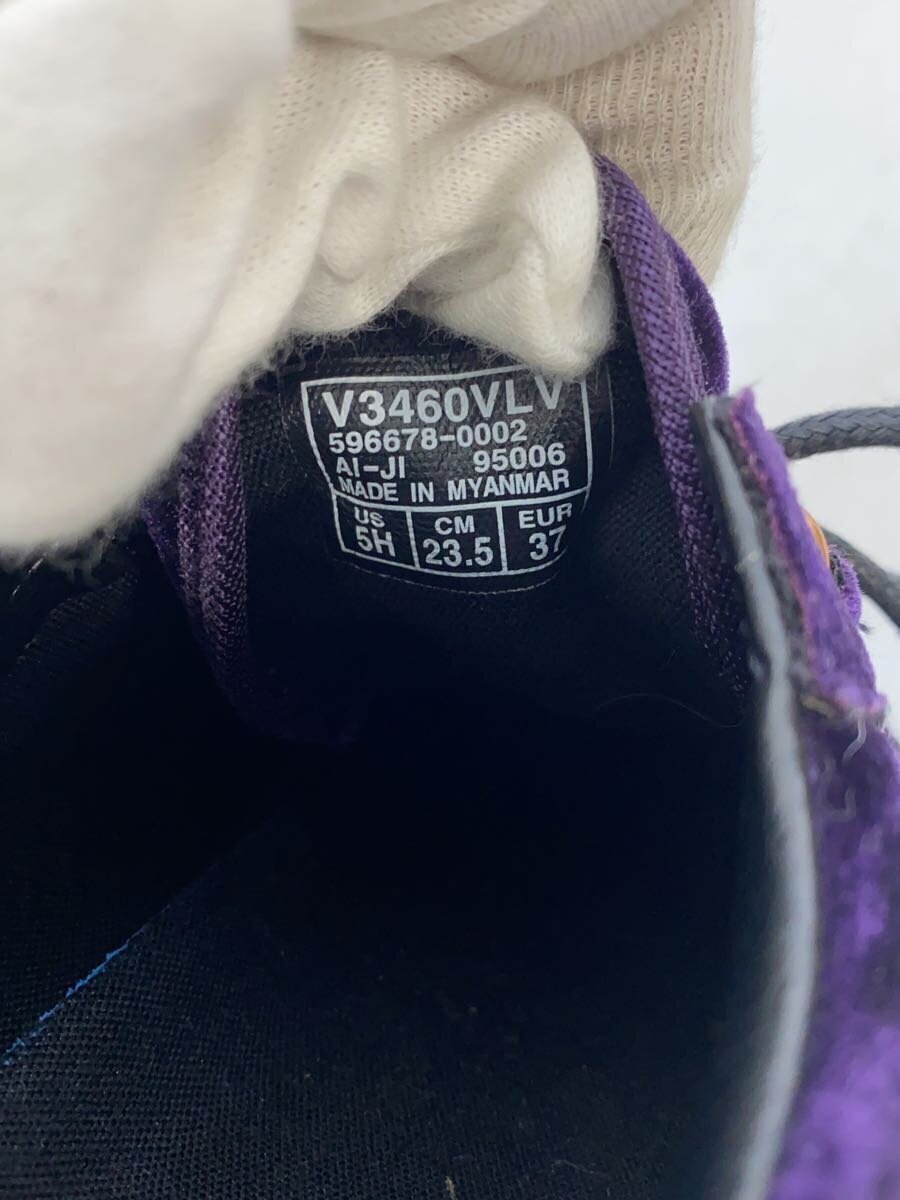 V3460VLV
596678-0002
AI-JI 95006
MADE IN MYANMAR
US CM EUR
5H 23.5 37